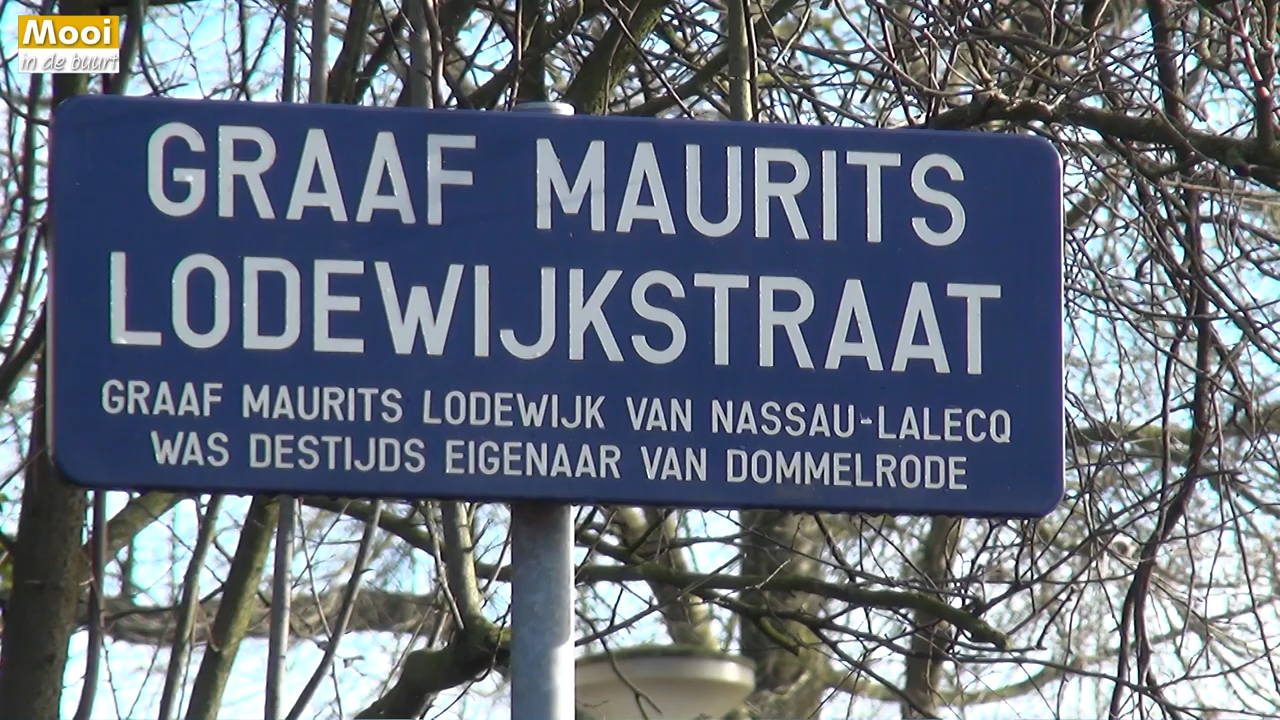 Mooi
in de buurt
GRAAF MAURITS
LODEWIJKSTRAAT
GRAAF MAURITS LODEWIJK VAN NASSAU-LALECQ
WAS DESTIJDS EIGENAAR VAN DOMMELRODE